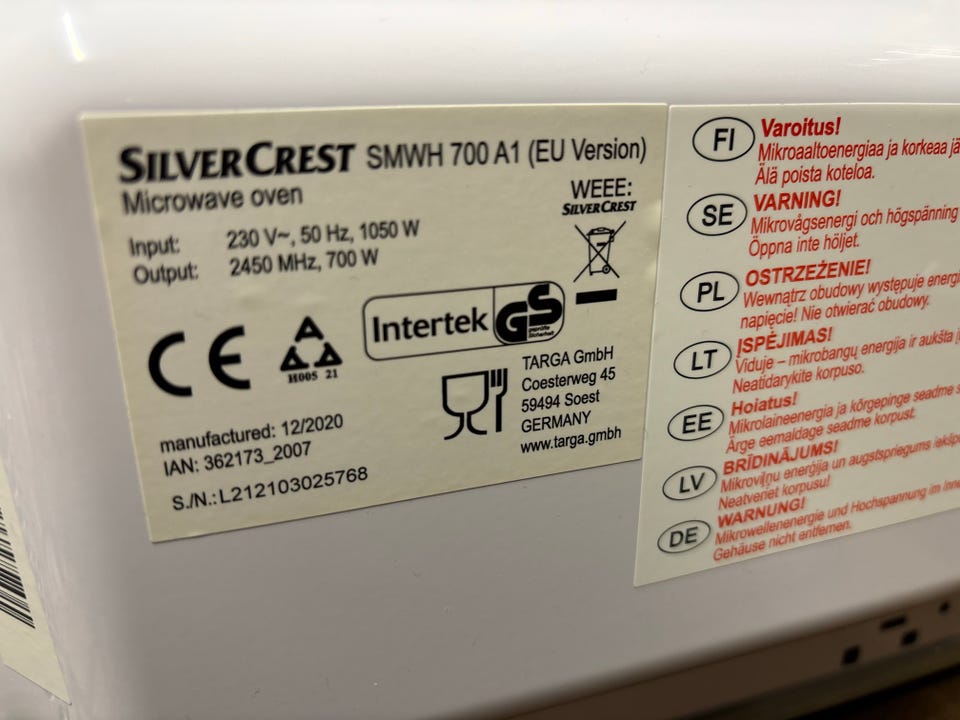 SILVERCREST SMWH 700 A1 (EU Version)
Microwave oven
Input: 230 V~, 50 Hz, 1050 W
Output: 2450 MHz, 700 W
WEEE:
SILVERCREST
CE
A
H005 21
Intertek
GS
geprüfte
Sicherheit
TARGA GmbH
Coesterweg 45
59494 Soest
GERMANY
www.targa.gmbh
manufactured: 12/2020
IAN: 362173_2007
S./N.: L212103025768
FI Varoitus!
Mikroaaltoenergiaa ja korkeaa
Älä poista koteloa.
SE VARNING!
Mikrovågsenergi och högspänning
Öppna inte höljet.
PL OSTRZEŻENIE!
Wewnątrz obudowy występuje
napięcie! Nie otwierać obudowy.
LT ĮSPĖJIMAS!
Viduje – mikrobangų energija ir aukšta
Neatidarykite korpuso.
EE Hoiatus!
Mikrolaineenergia ja kõrgepinge seadme
Ärge eemaldage seadme korpust.
LV BRĪDINĀJUMS!
Mikroviļņu enerģija un augstspriegums
Neatveriet korpusu!
DE WARNUNG!
Mikrowellenenergie und Hochspannung im
Gehäuse nicht entfernen.